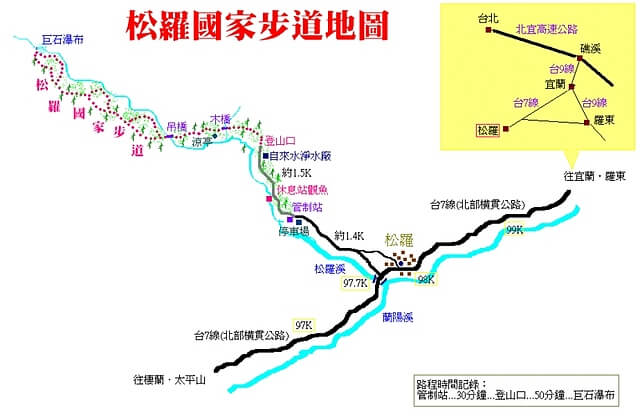 松羅國家步道地圖
台北
北宜高速公路
礁溪
台9線
宜蘭
台7線
台9線
松羅
羅東
巨石瀑布
松羅國家步道
吊橋
木橋
涼亭
登山口
自來水淨水廠
約1.5K
休息站觀魚
管制站
停車場
約1.4K
松羅
往宜蘭·羅東
台7線(北部橫貫公路)
99K
松羅溪
97.7K
98K
蘭陽溪
97K
台7線(北部橫貫公路)
往棲蘭·太平山
路程時間記錄：
管制站...30分鐘...登山口...50分鐘...巨石瀑布